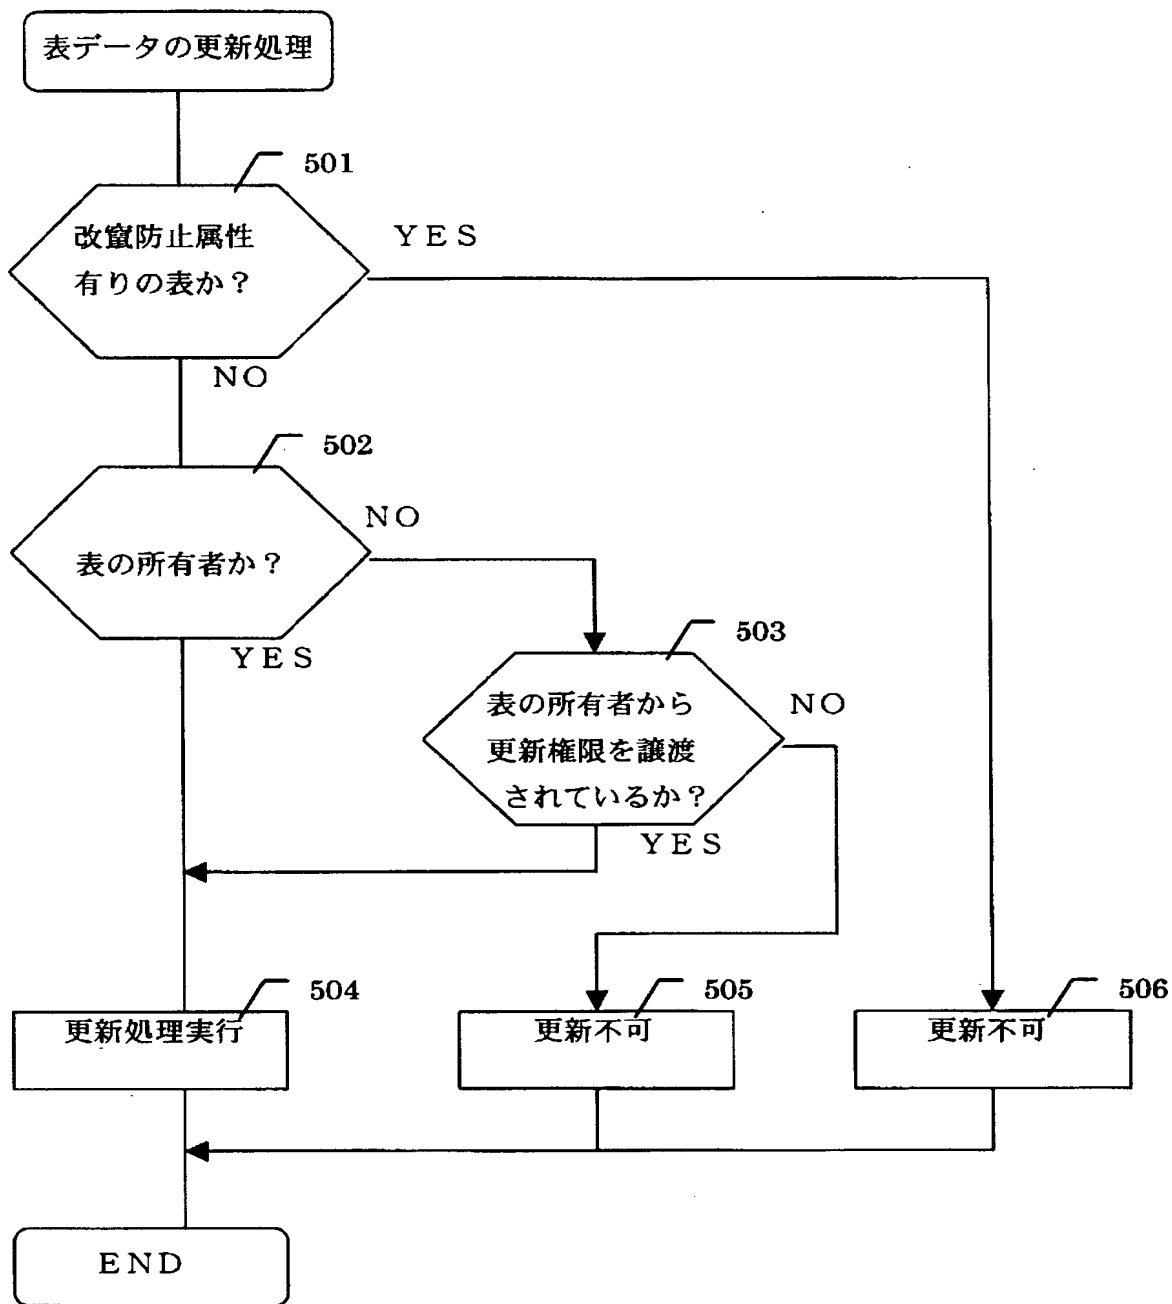 表データの更新処理
501
改竄防止属性
有りの表か？
YES
NO
502
表の所有者か？
NO
YES
503
表の所有者から
更新権限を譲渡
されているか？
NO
YES
504
更新処理実行
505
更新不可
506
更新不可
END